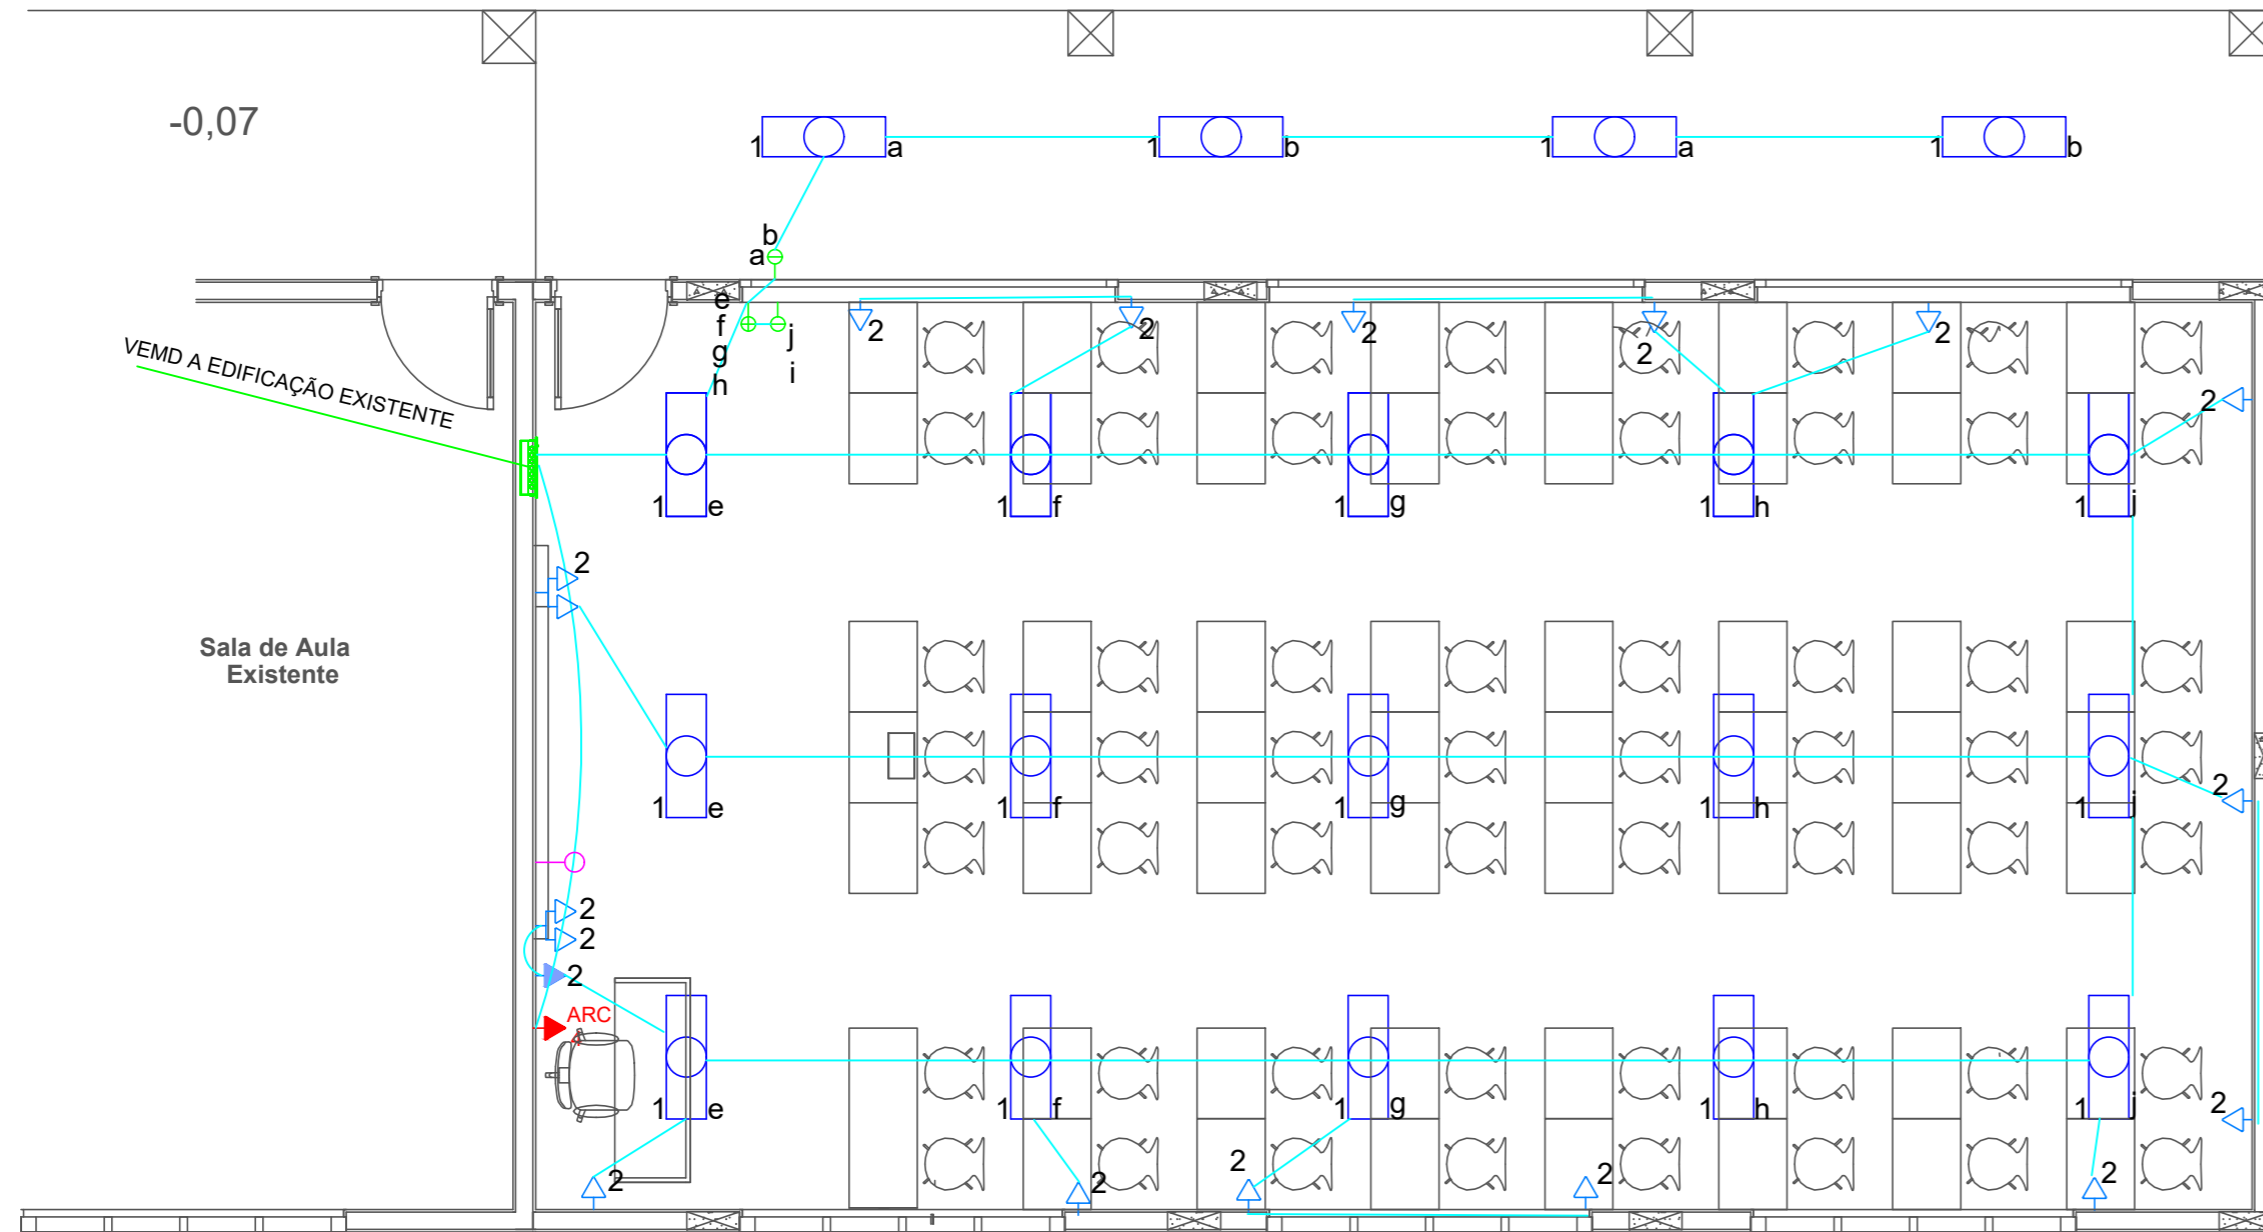 -0,07
1 a 1 b 1 a 1 b
b
a
e
f
g
h
j
i
2 2 2 2 2
2
VEMD A EDIFICAÇÃO EXISTENTE
1 e 1 f 1 g 1 h 1 j
2
Sala de Aula
Existente
2
1 e 1 f 1 g 1 h 1 j
2
2
2
ARC
4
1 e 1 f 1 g 1 h 1 j
2
2 2 2 2 2